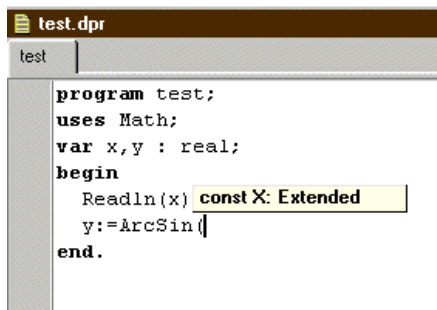 test.dpr
test
program test;
uses Math;
var x,y : real;
begin
Readln(x) const X: Extended
y:=ArcSin(
end.